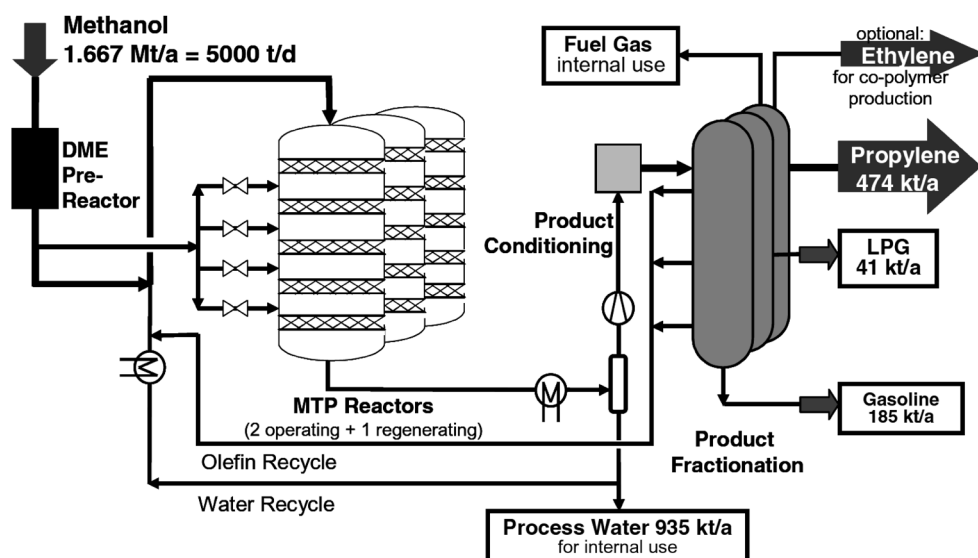 Methanol
1.667 Mt/a = 5000 t/d
DME
Pre-
Reactor
MTP Reactors
(2 operating + 1 regenerating)
Olefin Recycle
Water Recycle
Process Water 935 kt/a
for internal use
Product
Conditioning
Fuel Gas
internal use
optional:
Ethylene
for co-polymer
production
Propylene
474 kt/a
LPG
41 kt/a
Gasoline
185 kt/a
Product
Fractionation